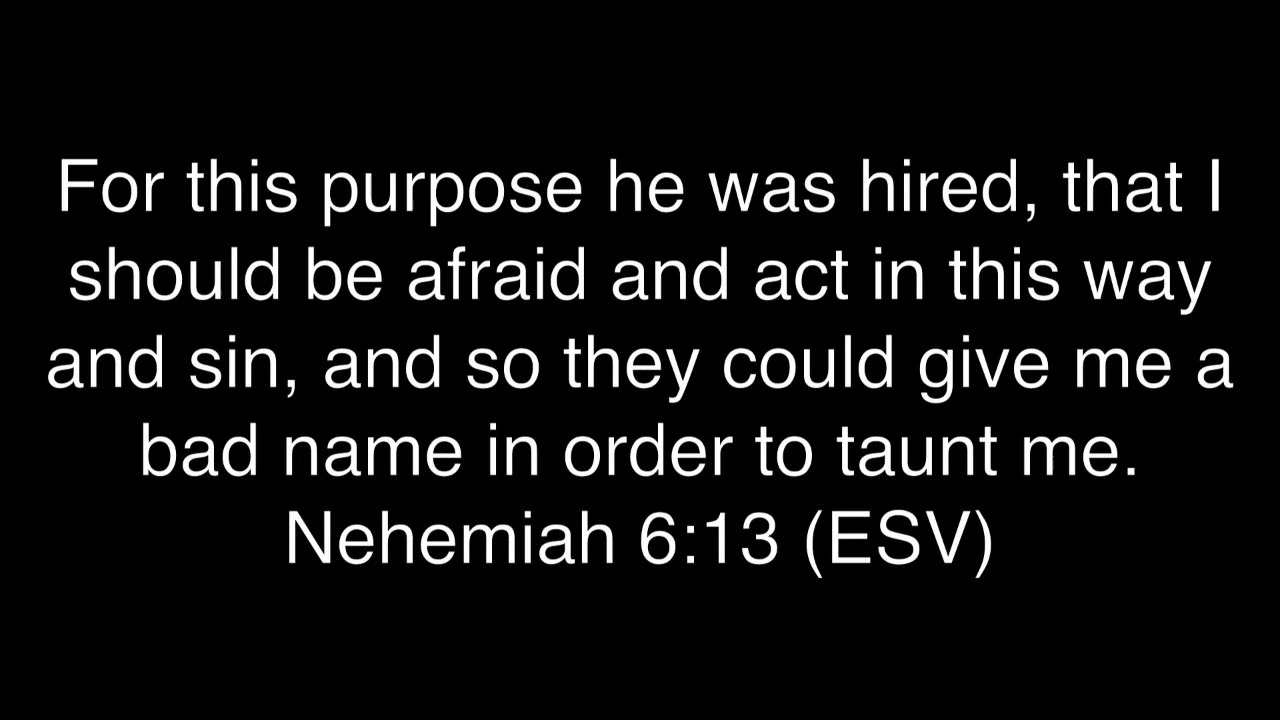 For this purpose he was hired, that I
should be afraid and act in this way
and sin, and so they could give me a
bad name in order to taunt me.
Nehemiah 6:13 (ESV)